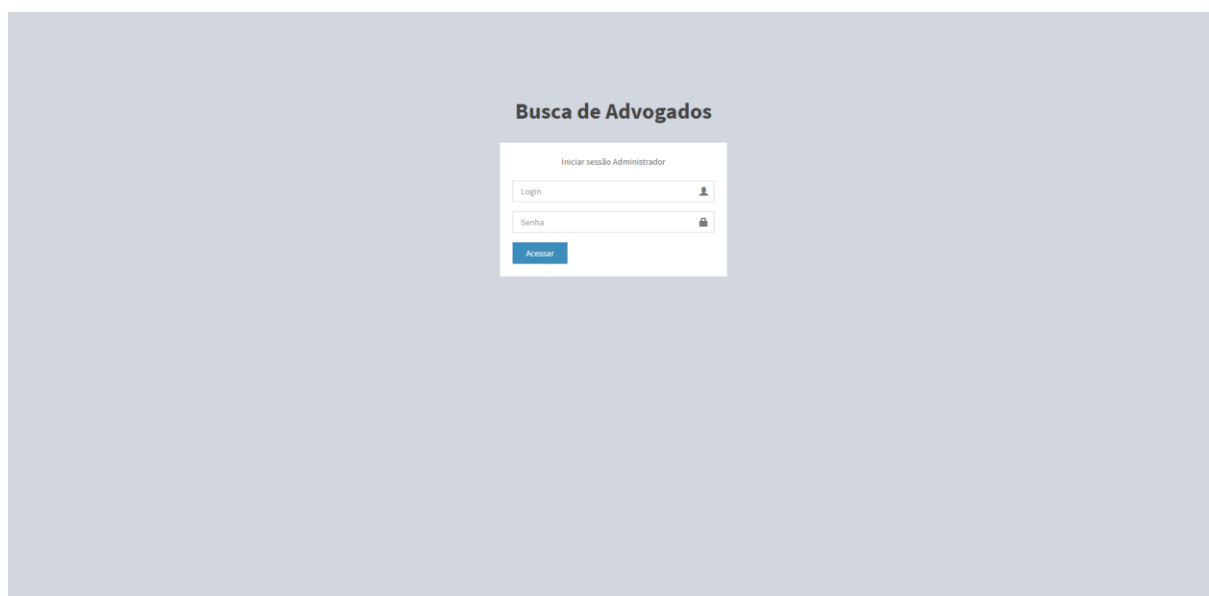 Busca de Advogados
Iniciar sessão Administrador
Login
Senha
Acessar